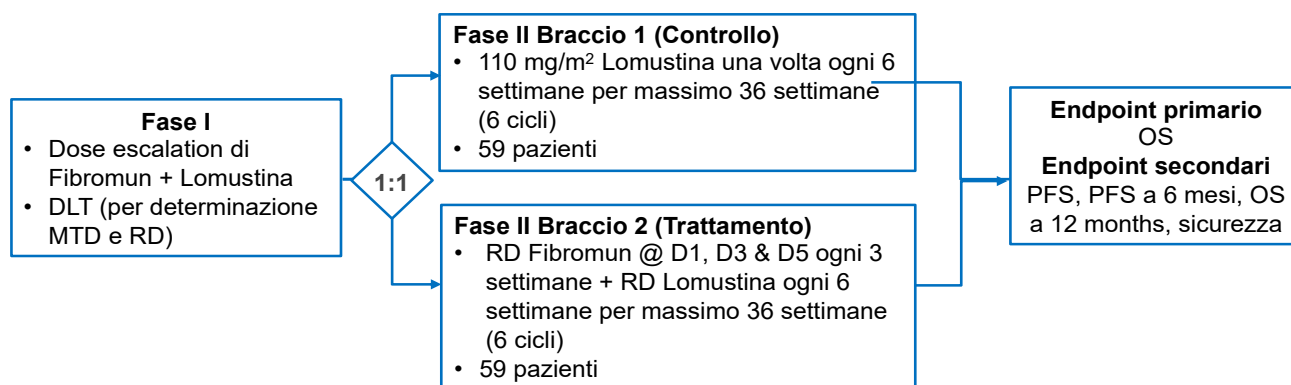 Fase I
• Dose escalation di
Fibromun + Lomustina
• DLT (per determinazione
MTD e RD)
1:1
Fase II Braccio 1 (Controllo)
• 110 mg/m² Lomustina una volta ogni 6
settimane per massimo 36 settimane
(6 cicli)
• 59 pazienti
Fase II Braccio 2 (Trattamento)
• RD Fibromun @ D1, D3 & D5 ogni 3
settimane + RD Lomustina ogni 6
settimane per massimo 36 settimane
(6 cicli)
• 59 pazienti
Endpoint primario
OS
Endpoint secondari
PFS, PFS a 6 mesi, OS
a 12 months, sicurezza